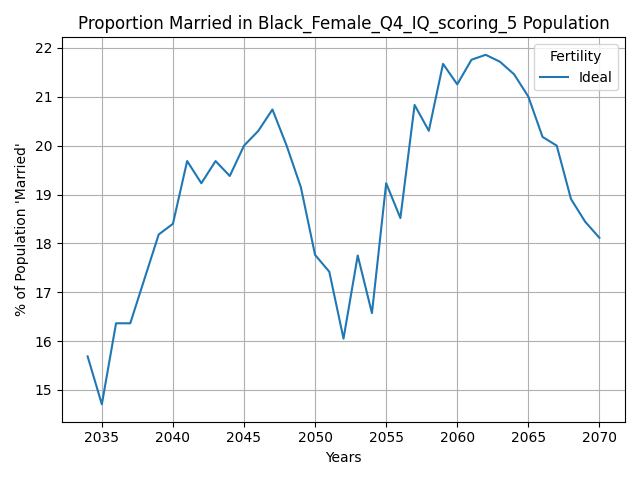 Proportion Married in Black_Female_Q4_IQ_scoring_5 Population
22
21
20
19
18
17
16
15
% of Population 'Married'
Fertility
Ideal
2035 2040 2045 2050 2055 2060 2065 2070
Years